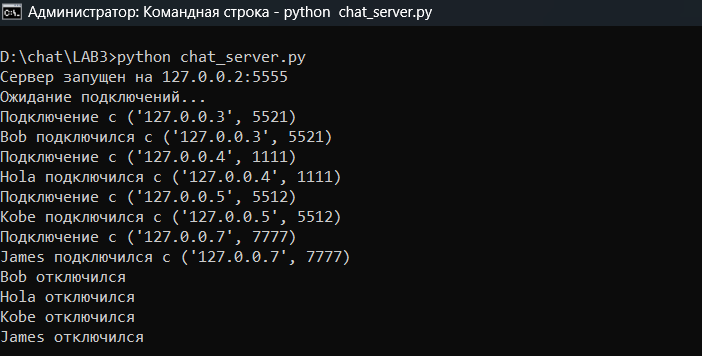 Администратор: Командная строка - python chat_server.py
D:\chat\LAB3>python chat_server.py
Сервер запущен на 127.0.0.2:5555
Ожидание подключений...
Подключение с ('127.0.0.3', 5521)
Bob подключился с ('127.0.0.3', 5521)
Подключение с ('127.0.0.4', 1111)
Hola подключился с ('127.0.0.4', 1111)
Подключение с ('127.0.0.5', 5512)
Kobe подключился с ('127.0.0.5', 5512)
Подключение с ('127.0.0.7', 7777)
James подключился с ('127.0.0.7', 7777)
Bob отключился
Hola отключился
Kobe отключился
James отключился